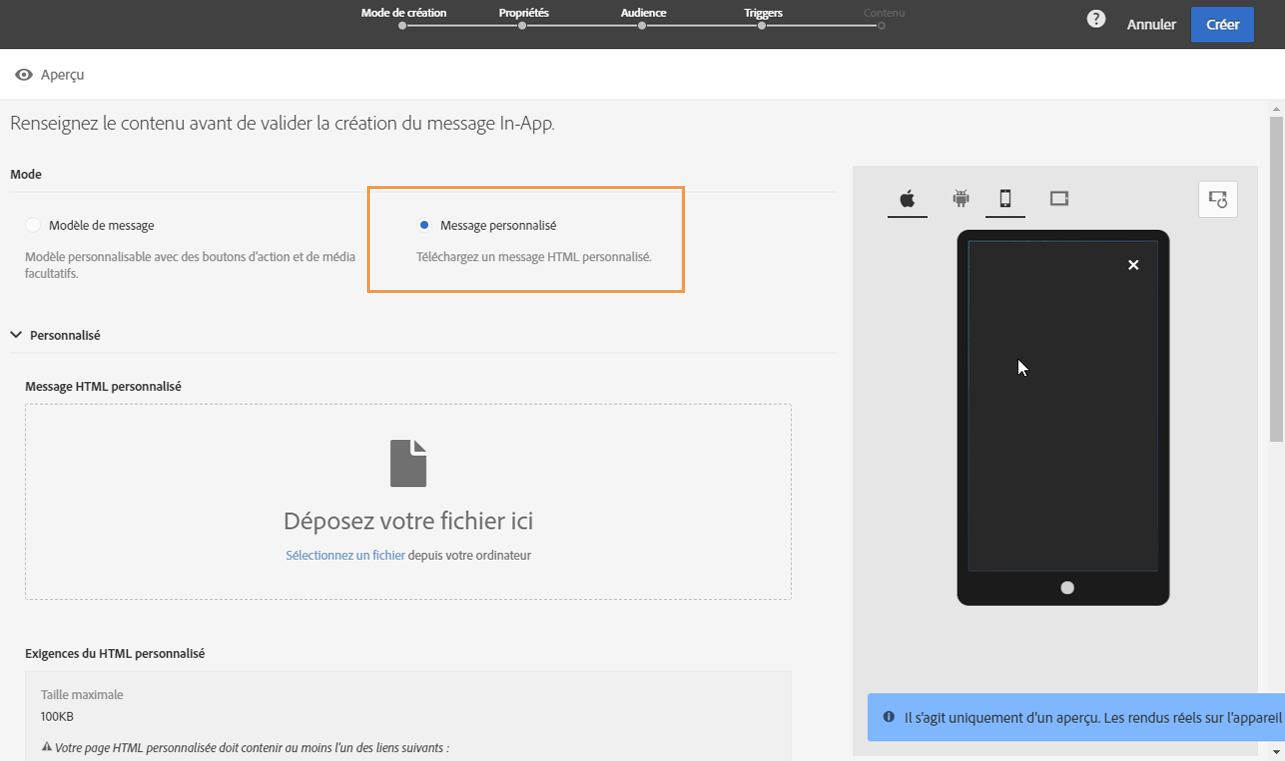 Mode de création
Propriétés
Audience
Triggers
Contenu
?
Annuler
Créer
Aperçu
Renseignez le contenu avant de valider la création du message In-App.
Mode
Modèle de message
Modèle personnalisable avec des boutons d'action et de média
facultatifs.
Message personnalisé
Téléchargez un message HTML personnalisé.
Personnalisé
Message HTML personnalisé
Déposez votre fichier ici
Sélectionnez un fichier depuis votre ordinateur
Exigences du HTML personnalisé
Taille maximale
100KB
Votre page HTML personnalisée doit contenir au moins l'un des liens suivants :
Il s'agit uniquement d'un aperçu. Les rendus réels sur l'appareil